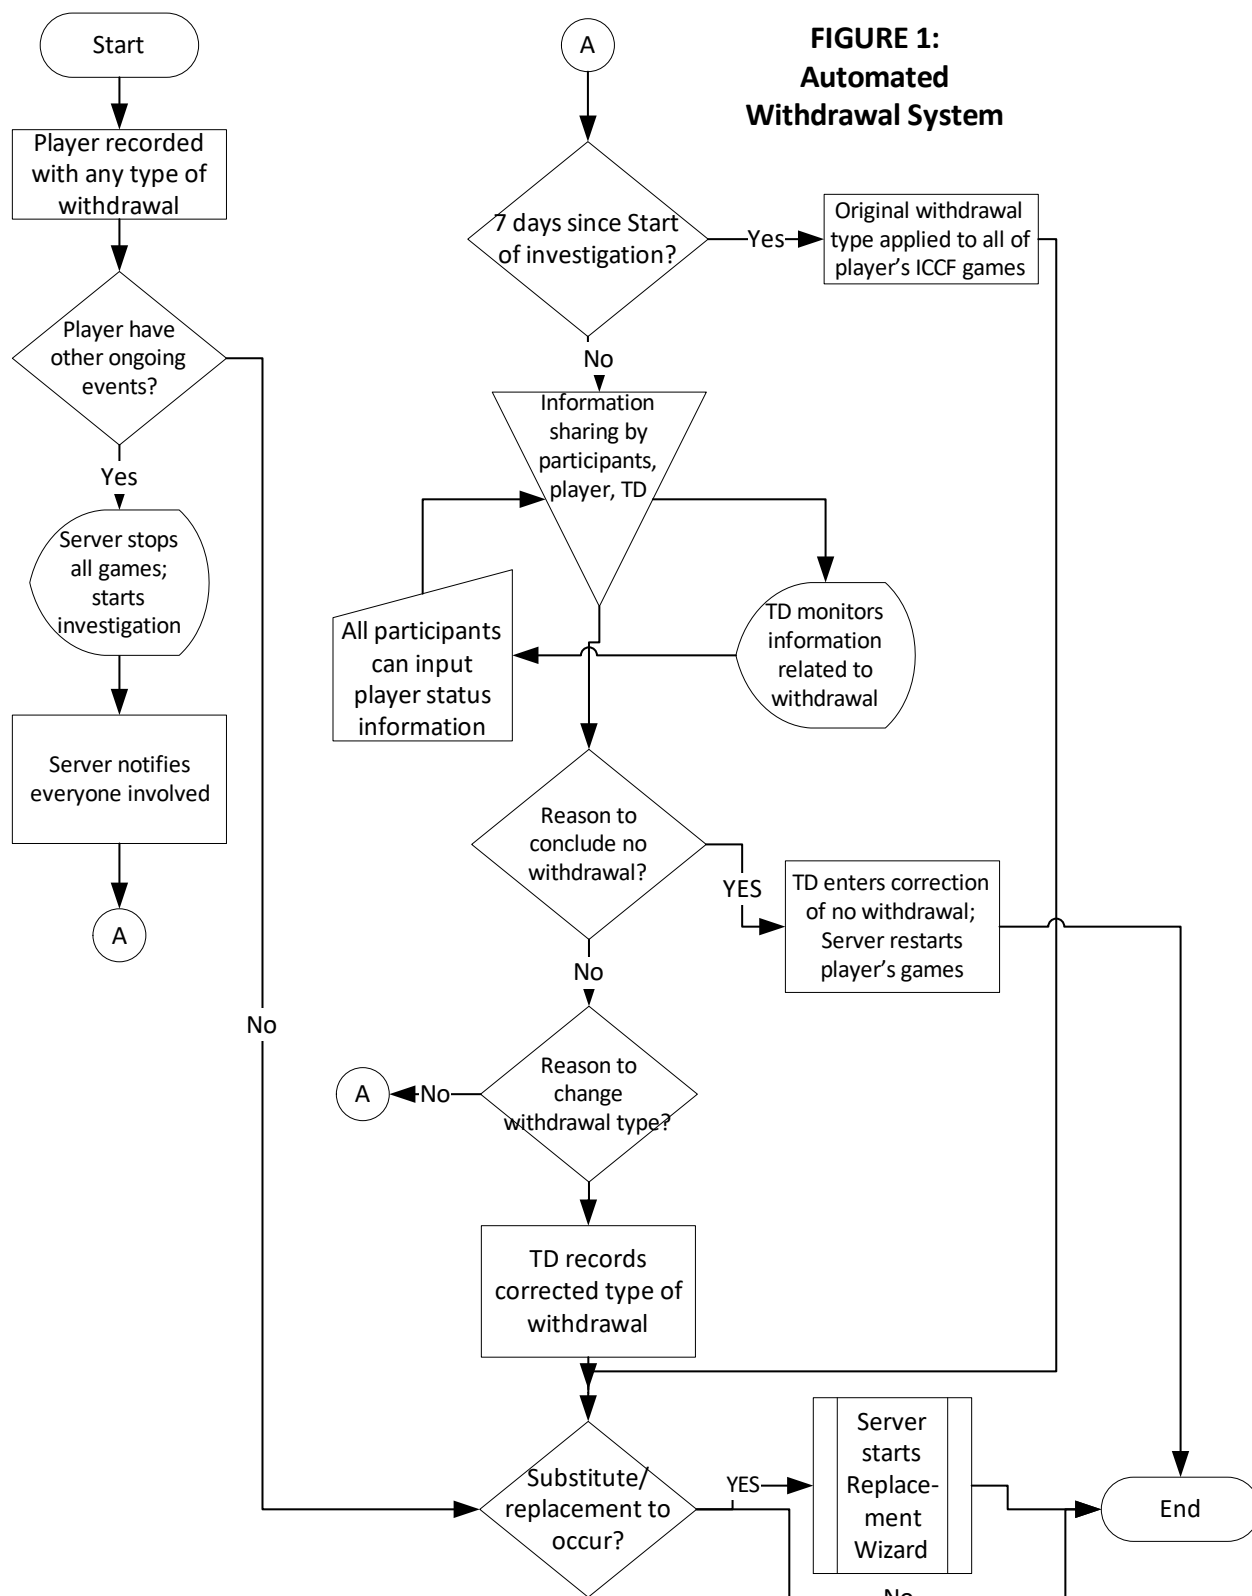 Start
Player recorded
with any type of
withdrawal
Player have
other ongoing
events?
Yes
Server stops
all games;
starts
investigation
Server notifies
everyone involved
A
No
A
FIGURE 1:
Automated
Withdrawal System
7 days since Start
of investigation?
Yes
Original withdrawal
type applied to all of
player’s ICCF games
No
Information
sharing by
participants,
player, TD
TD monitors
information
related to
withdrawal
All participants
can input
player status
information
Reason to
conclude no
withdrawal?
YES
TD enters correction
of no withdrawal;
Server restarts
player’s games
No
Reason to
change
withdrawal type?
No
A
TD records
corrected type of
withdrawal
Substitute/
replacement to
occur?
YES
Server
starts
Replace-
ment
Wizard
No
End